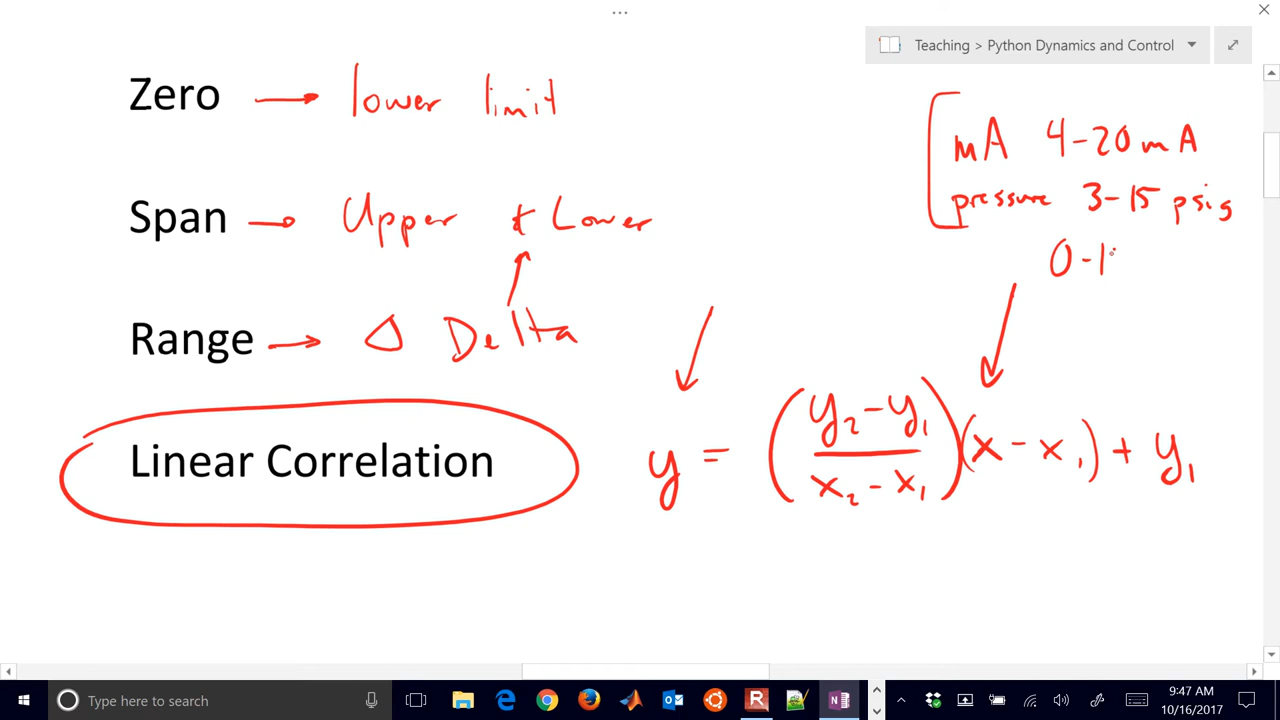 ...
Teaching > Python Dynamics and Control
Zero → lower limit
mA 4-20 mA
pressure 3-15 psig
0-1
Span → Upper & Lower
Range → Δ Delta
Linear Correlation
y = ((y₂ - y₁)/(x₂ - x₁))(x - x₁) + y₁
Type here to search
9:47 AM
10/16/2017